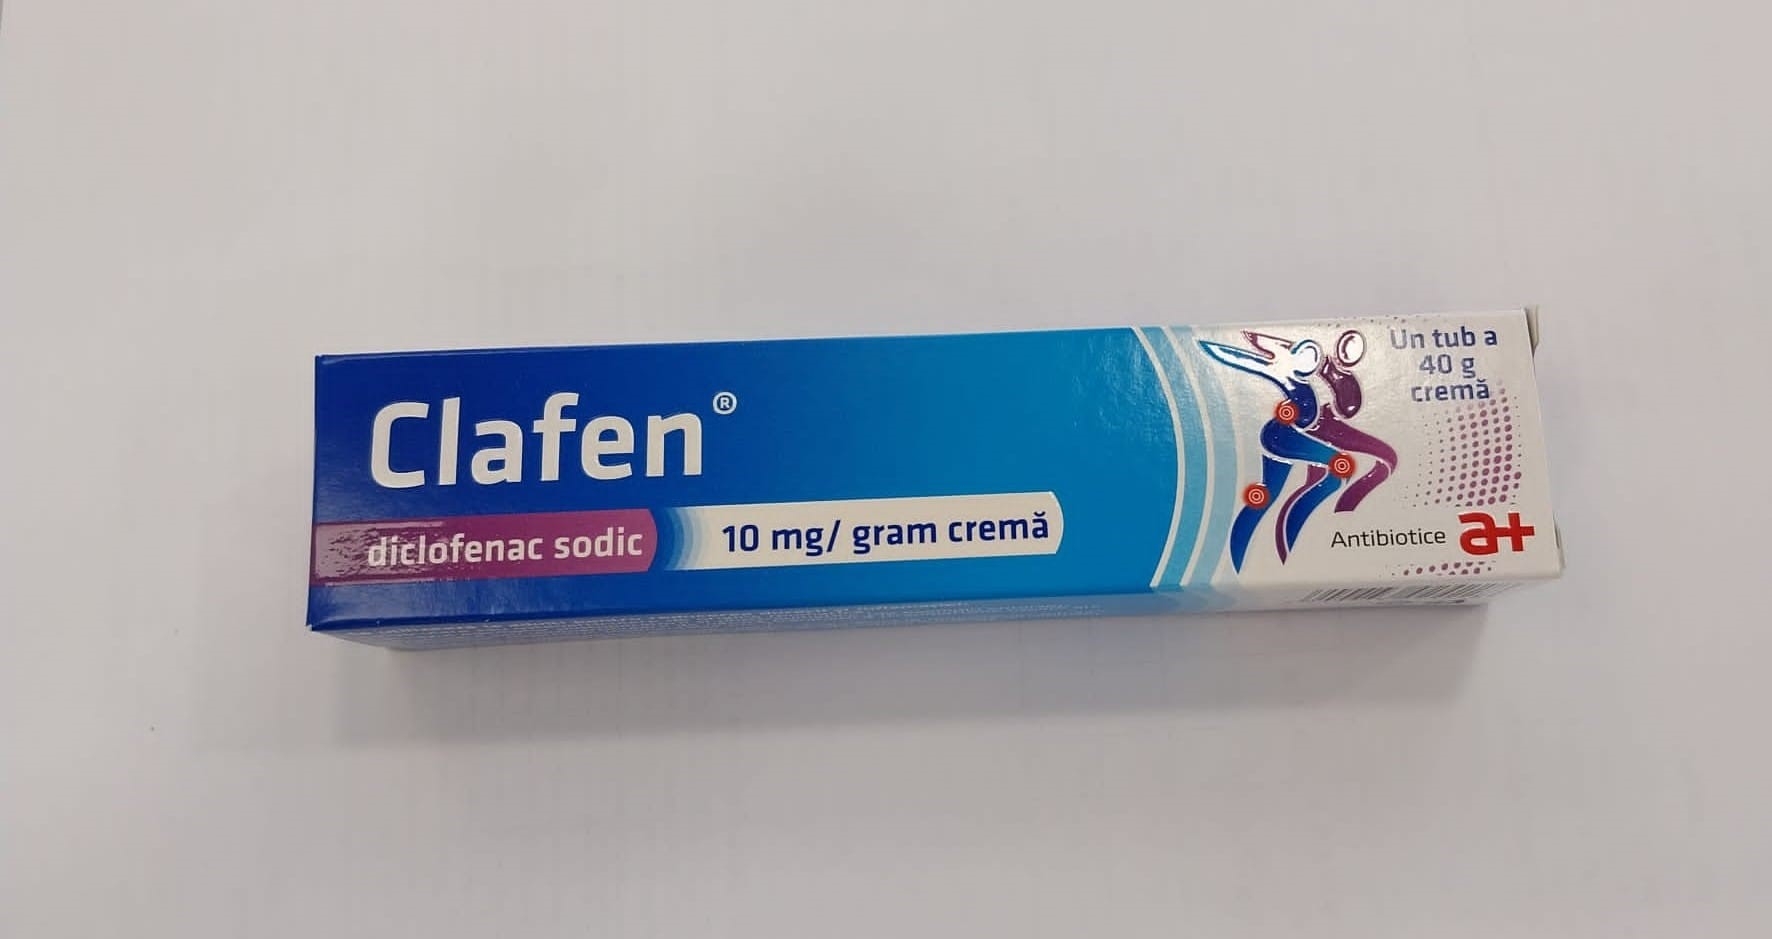 Clafen®
diclofenac sodic
10 mg/ gram cremă
Un tub a
40 g
cremă
Antibiotice a+